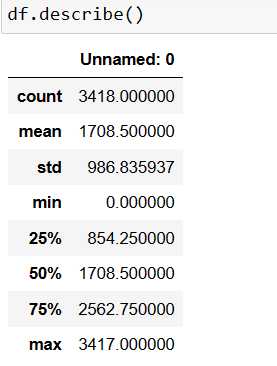 df.describe()
Unnamed: 0
count 3418.000000
mean 1708.500000
std 986.835937
min 0.000000
25% 854.250000
50% 1708.500000
75% 2562.750000
max 3417.000000